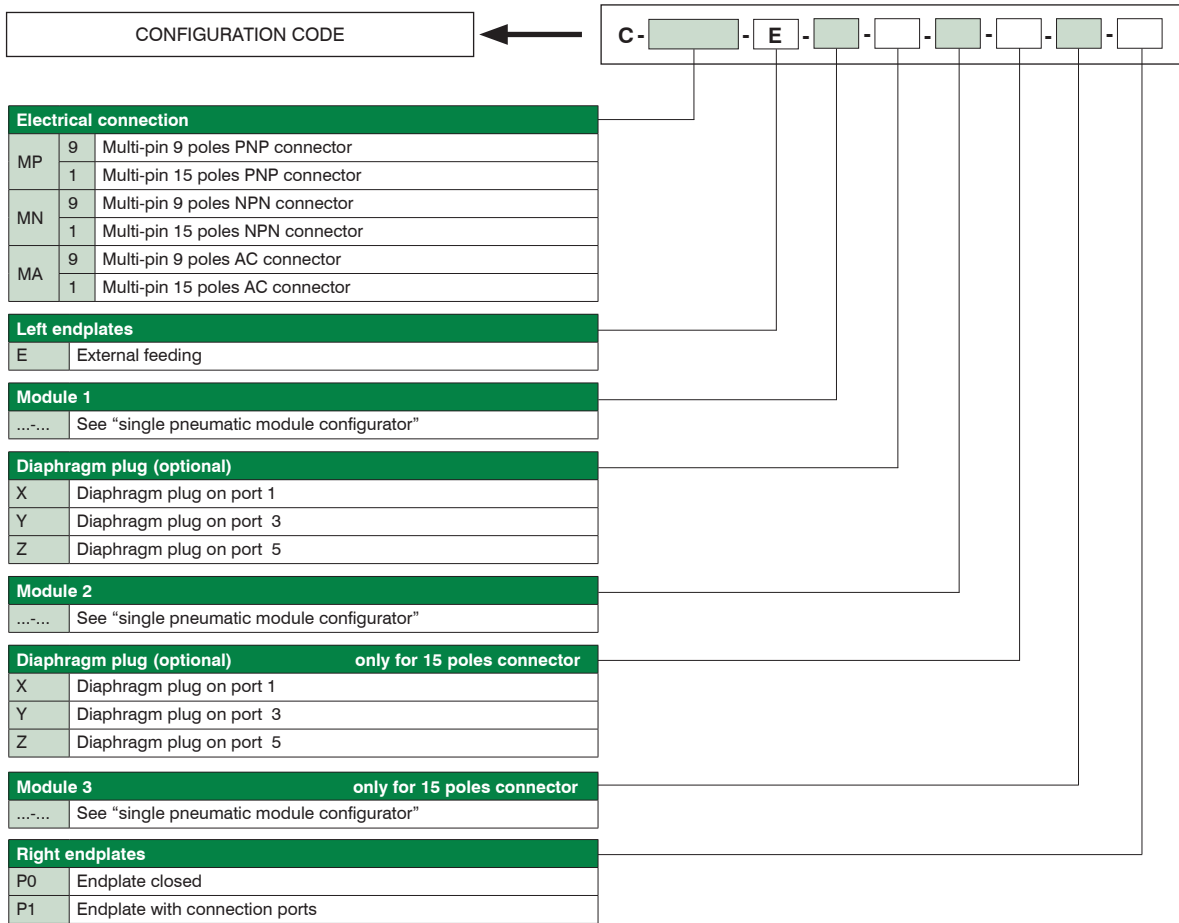 CONFIGURATION CODE
C- - E - - - - - -
Electrical connection
MP 9 Multi-pin 9 poles PNP connector
1 Multi-pin 15 poles PNP connector
MN 9 Multi-pin 9 poles NPN connector
1 Multi-pin 15 poles NPN connector
MA 9 Multi-pin 9 poles AC connector
1 Multi-pin 15 poles AC connector
Left endplates
E External feeding
Module 1
...-... See “single pneumatic module configurator”
Diaphragm plug (optional)
X Diaphragm plug on port 1
Y Diaphragm plug on port 3
Z Diaphragm plug on port 5
Module 2
...-... See “single pneumatic module configurator”
Diaphragm plug (optional) only for 15 poles connector
X Diaphragm plug on port 1
Y Diaphragm plug on port 3
Z Diaphragm plug on port 5
Module 3 only for 15 poles connector
...-... See “single pneumatic module configurator”
Right endplates
P0 Endplate closed
P1 Endplate with connection ports